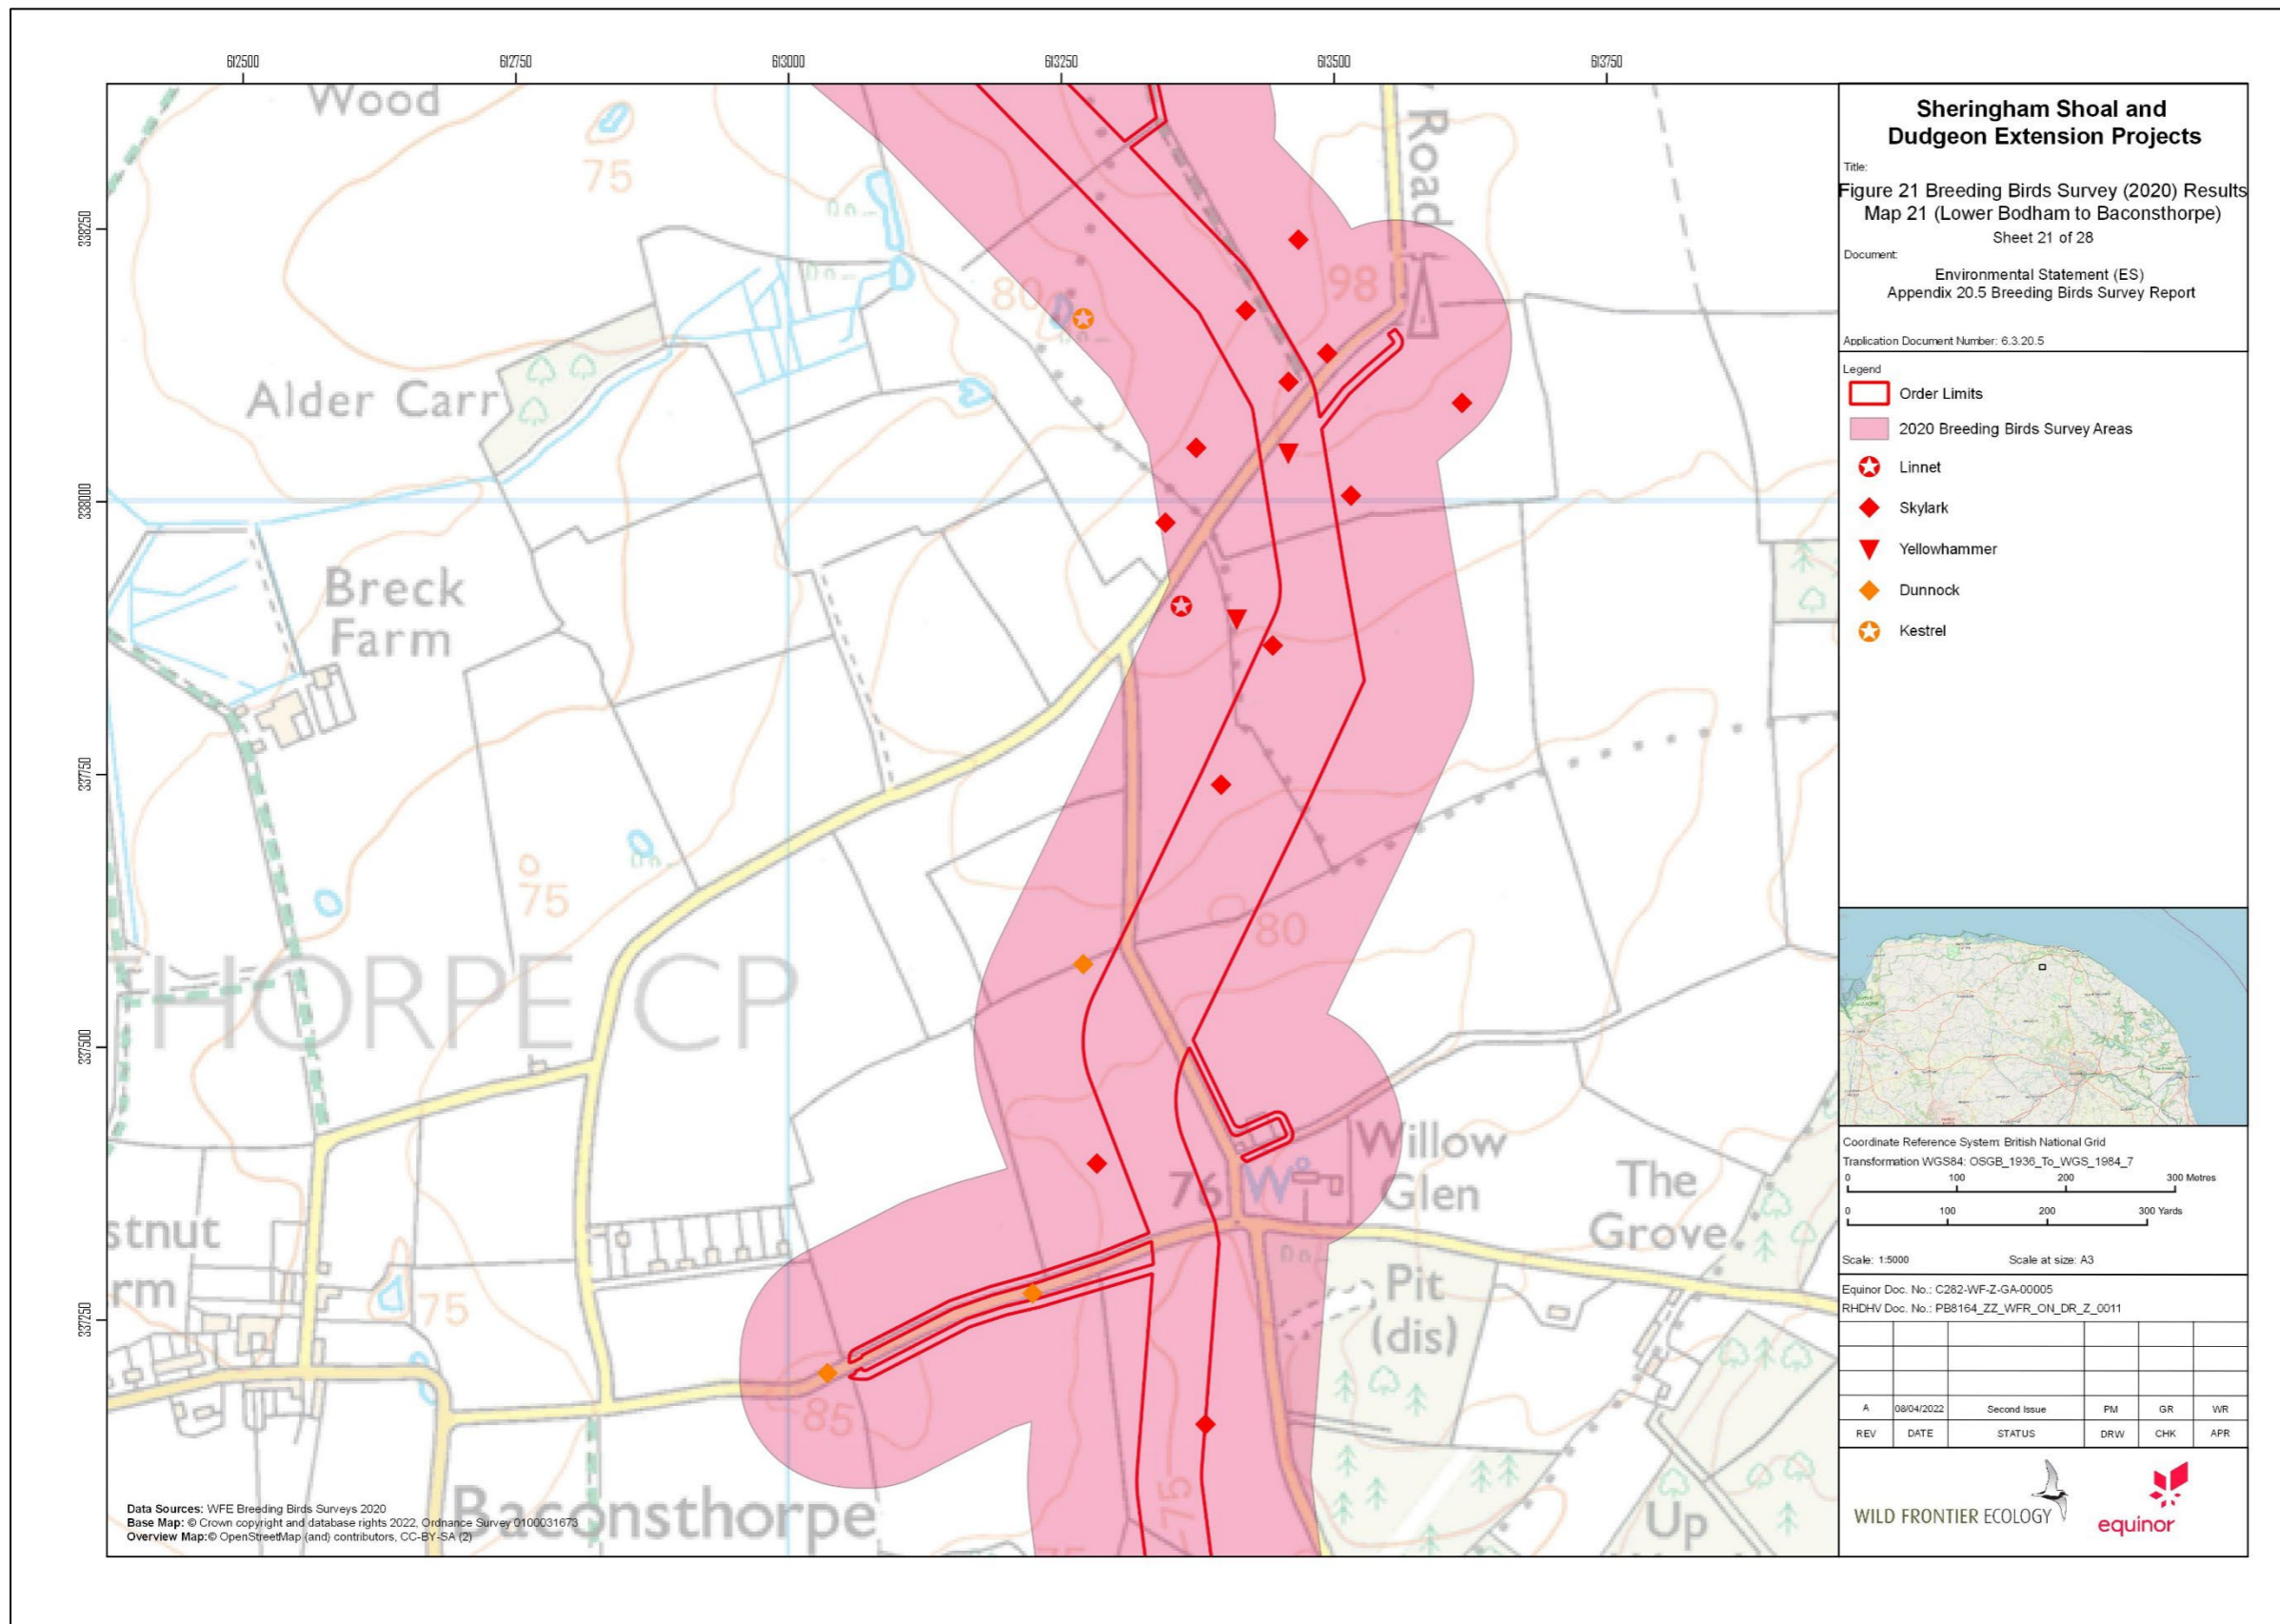 612500
612750
613000
613250
613500
613750
338250
338000
337750
337500
337250
Wood
75
Road
98
80
Alder Carr
Breck
Farm
75
THORPE CP
80
Willow
Glen
76
W
The
Grove
stnut
rm
75
Pit
(dis)
85
75
75
Baconsthorpe
Up
Data Sources: WFE Breeding Birds Surveys 2020
Base Map: © Crown copyright and database rights 2022, Ordnance Survey 0100031673
Overview Map:© OpenStreetMap (and) contributors, CC-BY-SA (2)
Sheringham Shoal and
Dudgeon Extension Projects
Title:
Figure 21 Breeding Birds Survey (2020) Results
Map 21 (Lower Bodham to Baconsthorpe)
Sheet 21 of 28
Document:
Environmental Statement (ES)
Appendix 20.5 Breeding Birds Survey Report
Application Document Number: 6.3.20.5
Legend
Order Limits
2020 Breeding Birds Survey Areas
Linnet
Skylark
Yellowhammer
Dunnock
Kestrel
Coordinate Reference System: British National Grid
Transformation WGS84: OSGB_1936_To_WGS_1984_7
0 100 200 300 Metres
0 100 200 300 Yards
Scale: 1:5000 Scale at size: A3
Equinor Doc. No.: C282-WF-Z-GA-00005
RHDHV Doc. No.: PB8164_ZZ_WFR_ON_DR_Z_0011
A 08/04/2022 Second Issue PM GR WR
REV DATE STATUS DRW CHK APR
WILD FRONTIER ECOLOGY
equinor